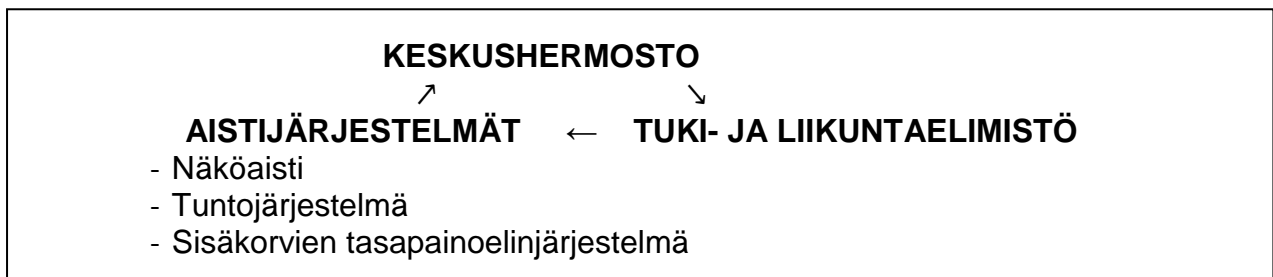 KESKUSHERMOSTO
↗ ↘
AISTIJÄRJESTELMÄT ← TUKI- JA LIIKUNTAELIMISTÖ
- Näköaisti
- Tuntojärjestelmä
- Sisäkorvien tasapainoelinjärjestelmä